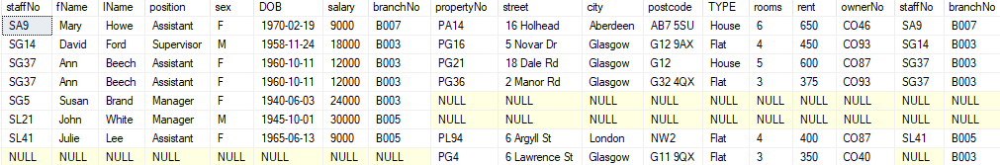 staffNo fName lName position sex DOB salary branchNo propertyNo street city postcode TYPE rooms rent ownerNo staffNo branchNo
SA9 Mary Howe Assistant F 1970-02-19 9000 B007 PA14 16 Holhead Aberdeen AB7 5SU House 6 650 CO46 SA9 B007
SG14 David Ford Supervisor M 1958-11-24 18000 B003 PG16 5 Novar Dr Glasgow G12 9AX Flat 4 450 CO93 SG14 B003
SG37 Ann Beech Assistant F 1960-10-11 12000 B003 PG21 18 Dale Rd Glasgow G12 House 5 600 CO87 SG37 B003
SG37 Ann Beech Assistant F 1960-10-11 12000 B003 PG36 2 Manor Rd Glasgow G32 4QX Flat 3 375 CO93 SG37 B003
SG5 Susan Brand Manager F 1940-06-03 24000 B003 NULL NULL NULL NULL NULL NULL NULL NULL NULL NULL
SL21 John White Manager M 1945-10-01 30000 B005 NULL NULL NULL NULL NULL NULL NULL NULL NULL NULL
SL41 Julie Lee Assistant F 1965-06-13 9000 B005 PL94 6 Argyll St London NW2 Flat 4 400 CO87 SL41 B005
NULL NULL NULL NULL NULL NULL NULL NULL PG4 6 Lawrence St Glasgow G11 9QX Flat 3 350 CO40 NULL B003